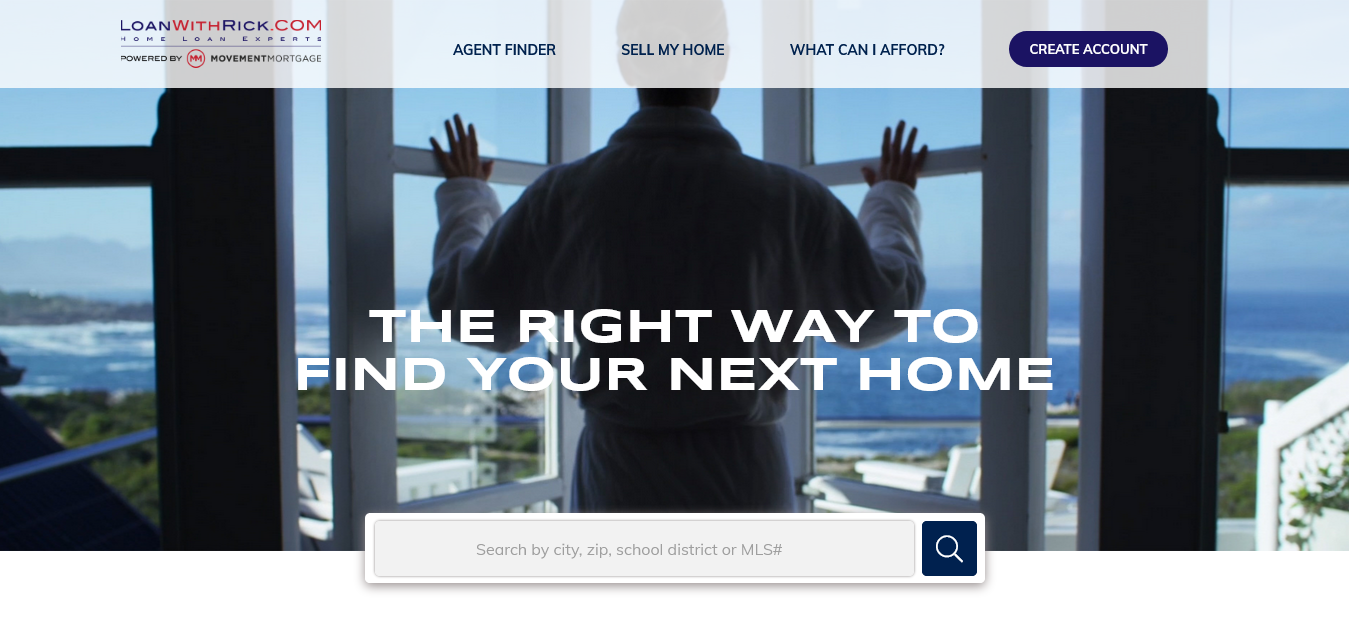 LOANWITHRICK.COM
HOME LOAN EXPERTS
POWERED BY MM MOVEMENTMORTGAGE
AGENT FINDER
SELL MY HOME
WHAT CAN I AFFORD?
CREATE ACCOUNT
THE RIGHT WAY TO
FIND YOUR NEXT HOME
Search by city, zip, school district or MLS#